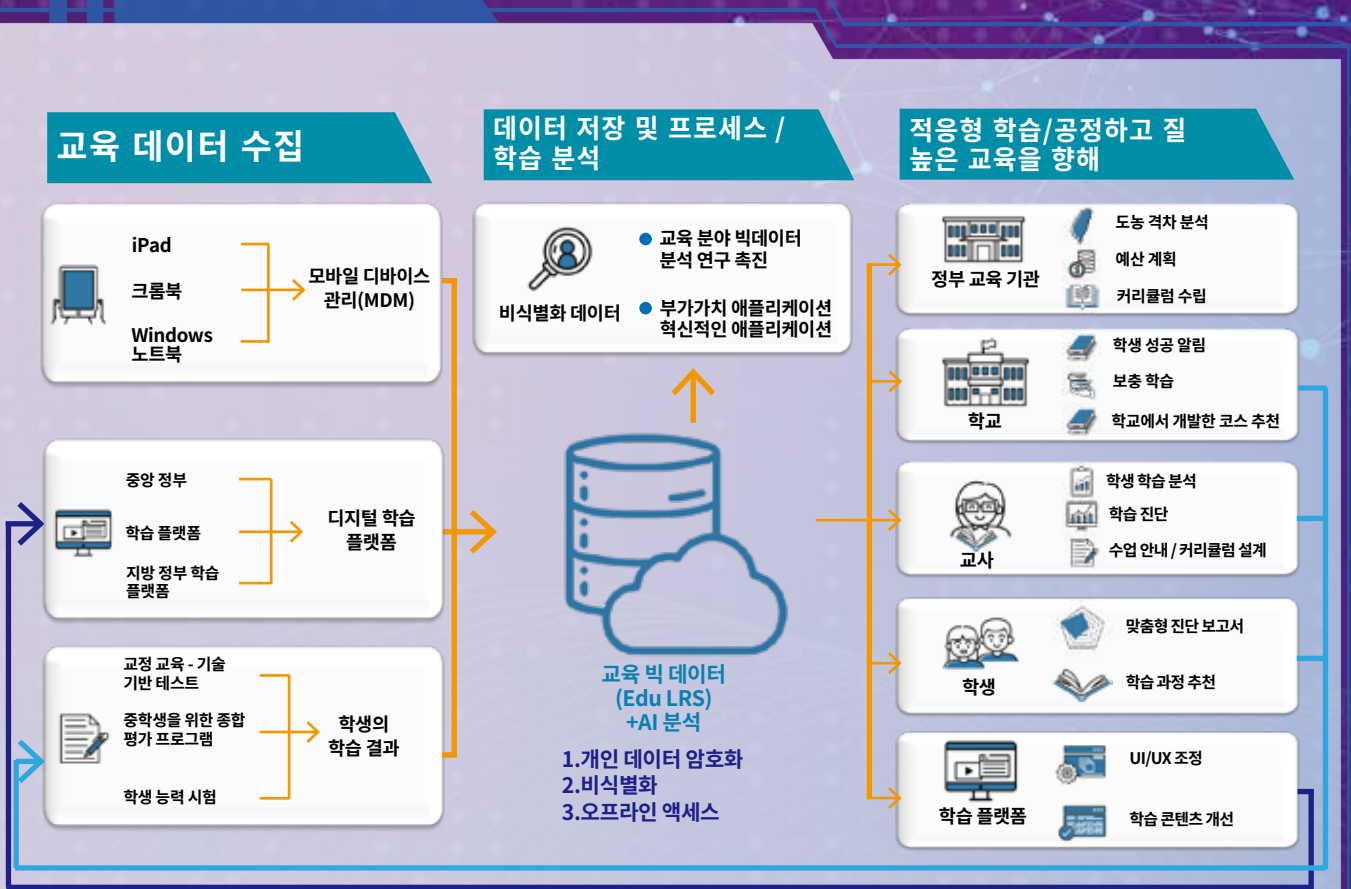 교육 데이터 수집
iPad
크롬북
Windows
노트북
모바일 디바이스
관리(MDM)
중앙 정부
학습 플랫폼
지방 정부 학습
플랫폼
디지털 학습
플랫폼
교정 교육 - 기술
기반 테스트
중학생을 위한 종합
평가 프로그램
학생 능력 시험
학생의
학습 결과
데이터 저장 및 프로세스 /
학습 분석
비식별화 데이터
● 교육 분야 빅데이터
분석 연구 촉진
● 부가가치 애플리케이션
혁신적인 애플리케이션
교육 빅 데이터
(Edu LRS)
+AI 분석
1.개인 데이터 암호화
2.비식별화
3.오프라인 액세스
적응형 학습/공정하고 질
높은 교육을 향해
정부 교육 기관
도농 격차 분석
예산 계획
커리큘럼 수립
학교
학생 성공 알림
보충 학습
학교에서 개발한 코스 추천
교사
학생 학습 분석
학습 진단
수업 안내 / 커리큘럼 설계
학생
맞춤형 진단 보고서
학습 과정 추천
학습 플랫폼
UI/UX 조정
학습 콘텐츠 개선